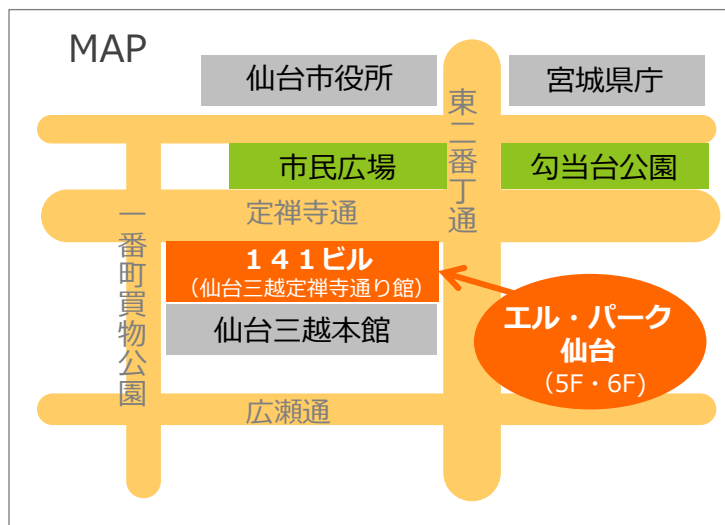 MAP
仙台市役所
宮城県庁
東二番丁通
市民広場
勾当台公園
定禅寺通
一番町買物公園
１４１ビル
（仙台三越定禅寺通り館）
仙台三越本館
エル・パーク
仙台
（5F・6F)
広瀬通